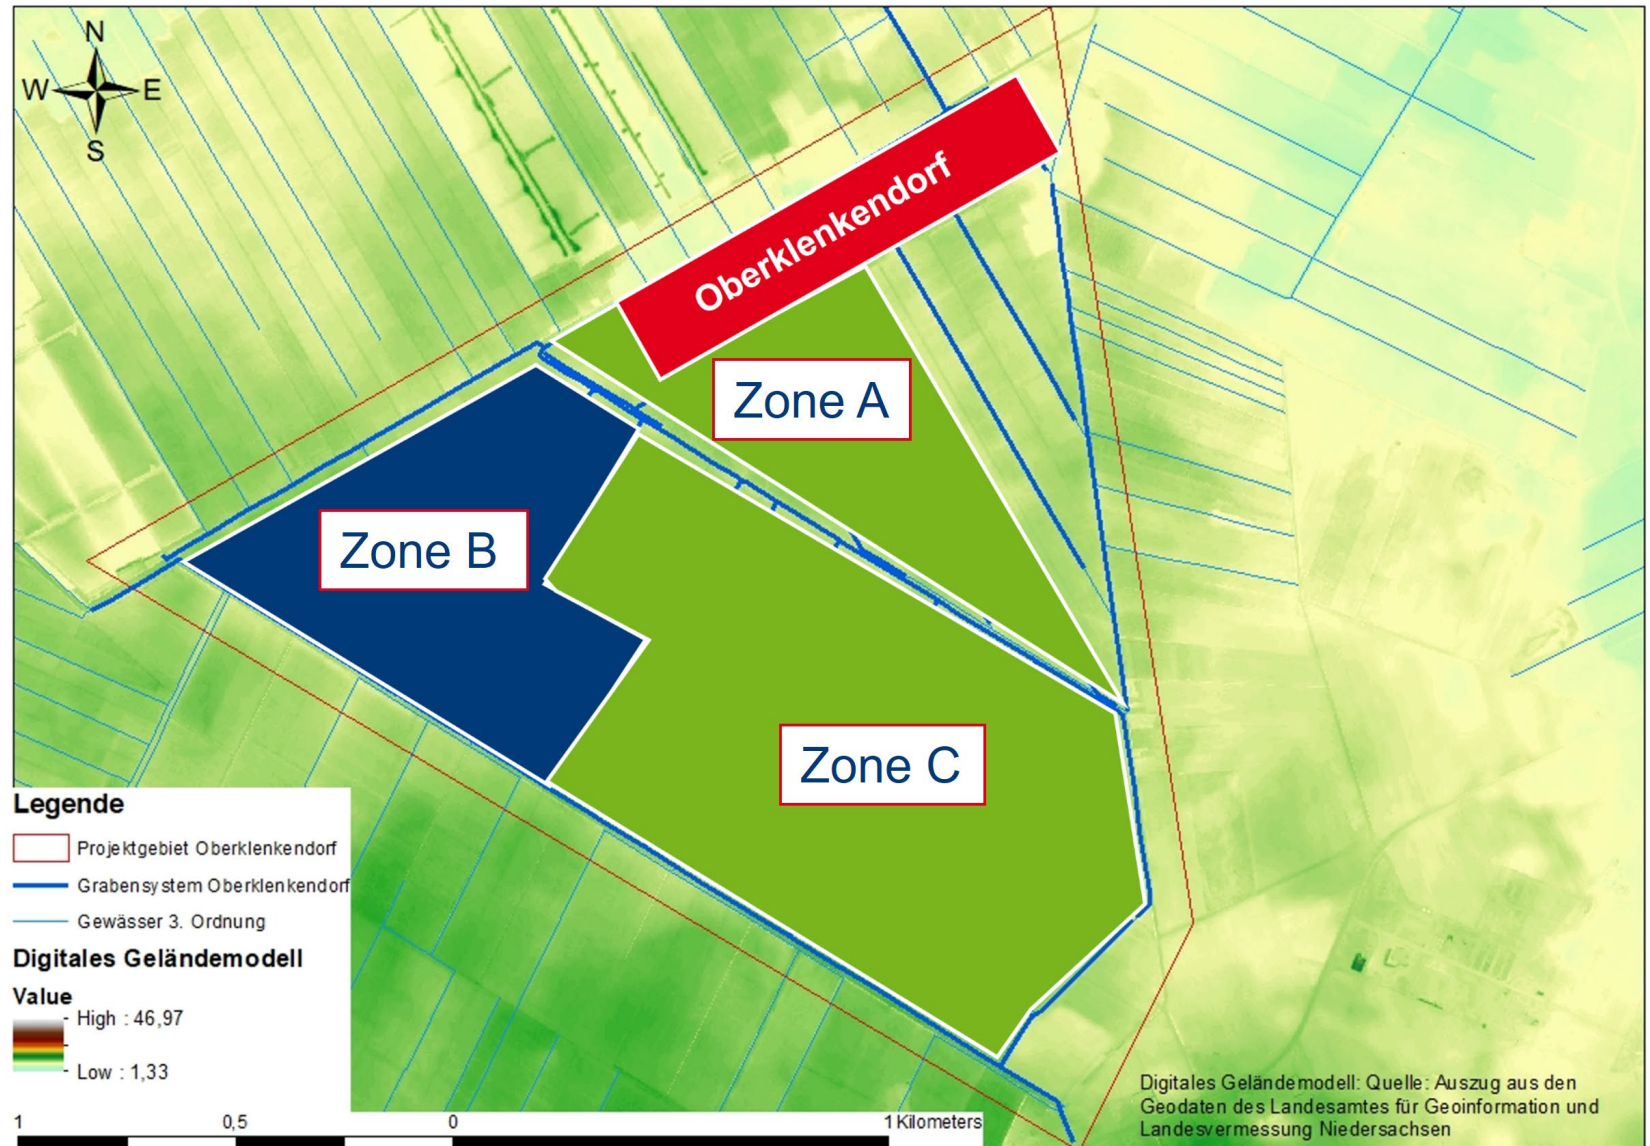 N
W E
S
Oberklenkendorf
Zone A
Zone B
Zone C
Legende
Projektgebiet Oberklenkendorf
Grabensystem Oberklenkendorf
Gewässer 3. Ordnung
Digitales Geländemodell
Value
High : 46,97
Low : 1,33
1 0,5 0 1 Kilometers
Digitales Geländemodell: Quelle: Auszug aus den
Geodaten des Landesamtes für Geoinformation und
Landesvermessung Niedersachsen